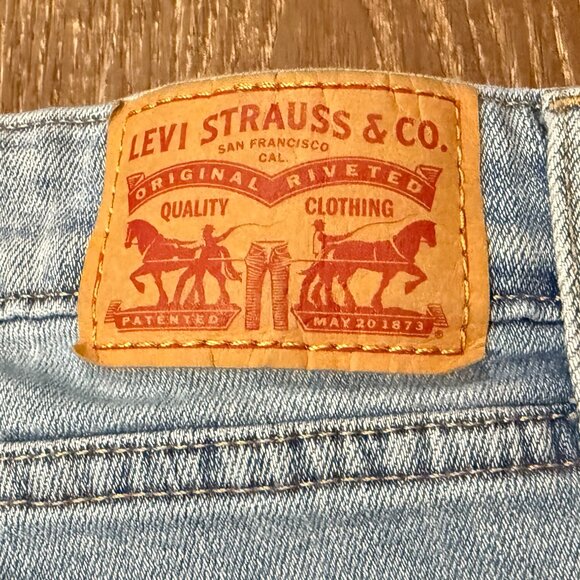 LEVI STRAUSS & CO.
SAN FRANCISCO
CAL.
ORIGINAL RIVETED
QUALITY CLOTHING
PATENTED MAY 20 1873
®